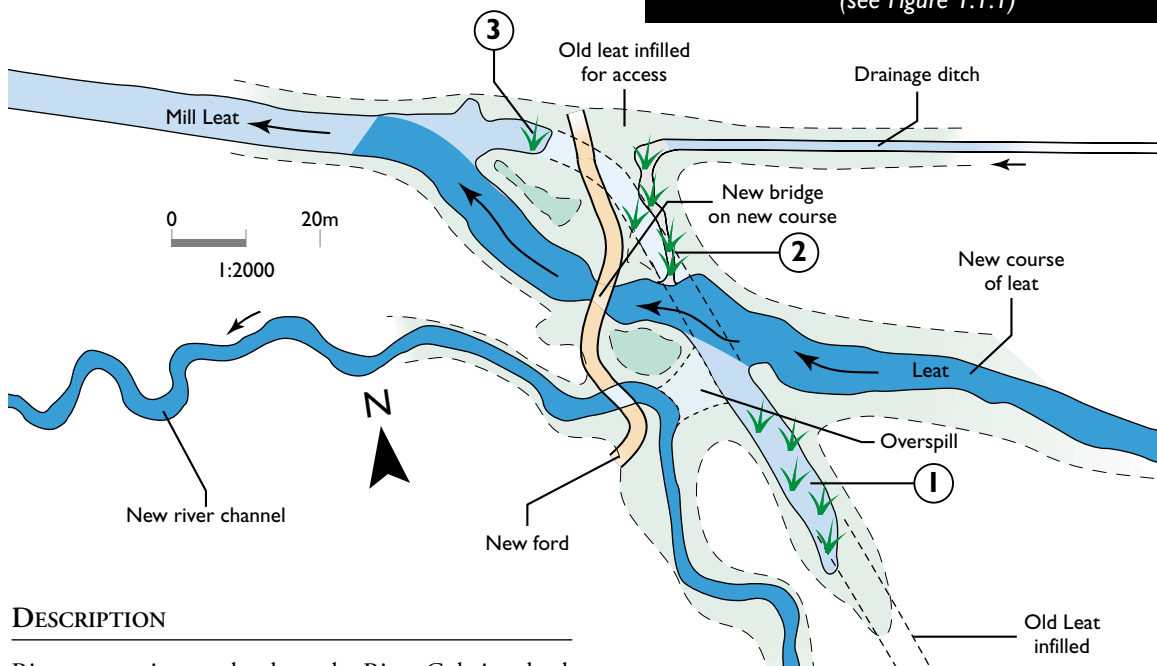 (see Figure 1.1.1)
3
Old leat infilled
for access
Drainage ditch
Mill Leat
New bridge
on new course
0 20m
1:2000
2
New course
of leat
Leat
N
Overspill
1
New river channel
New ford
DESCRIPTION
Old Leat
infilled